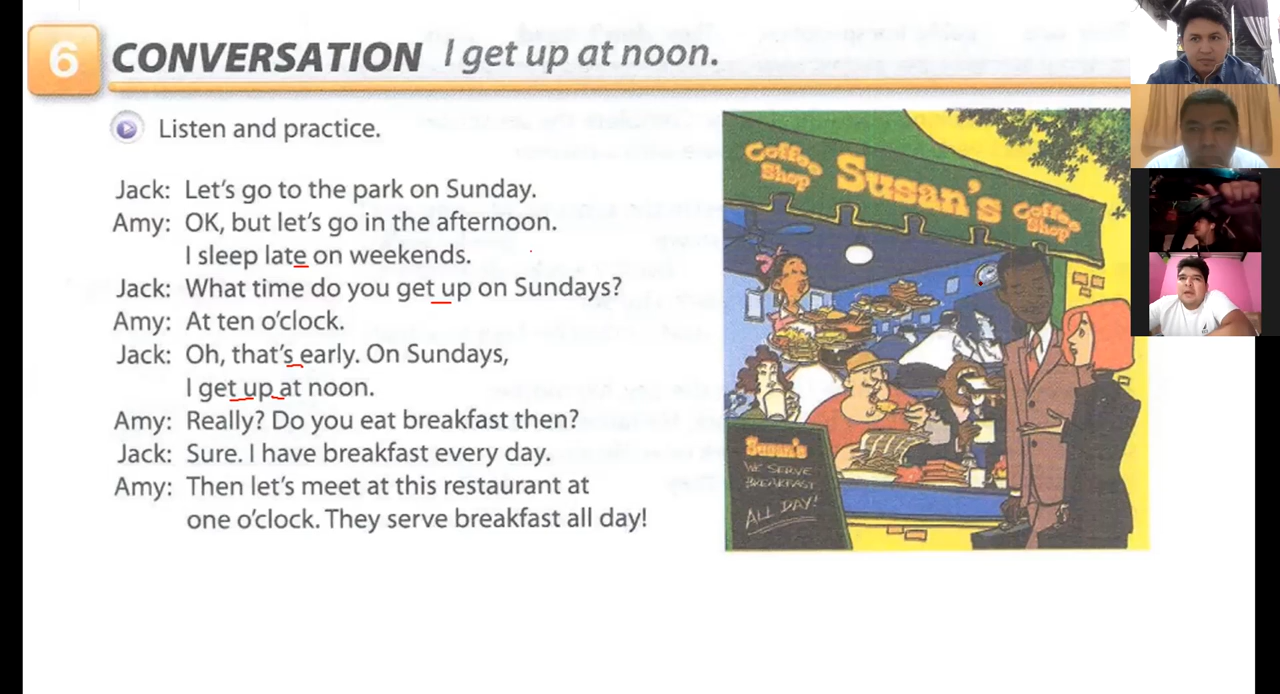 6
CONVERSATION I get up at noon.
Listen and practice.
Jack: Let's go to the park on Sunday.
Amy: OK, but let's go in the afternoon.
I sleep late on weekends.
Jack: What time do you get up on Sundays?
Amy: At ten o'clock.
Jack: Oh, that's early. On Sundays,
I get up at noon.
Amy: Really? Do you eat breakfast then?
Jack: Sure. I have breakfast every day.
Amy: Then let's meet at this restaurant at
one o'clock. They serve breakfast all day!
Coffee
Shop
Susan's
Coffee
Shop
Susan's
WE SERVE
BREAKFAST
ALL DAY!